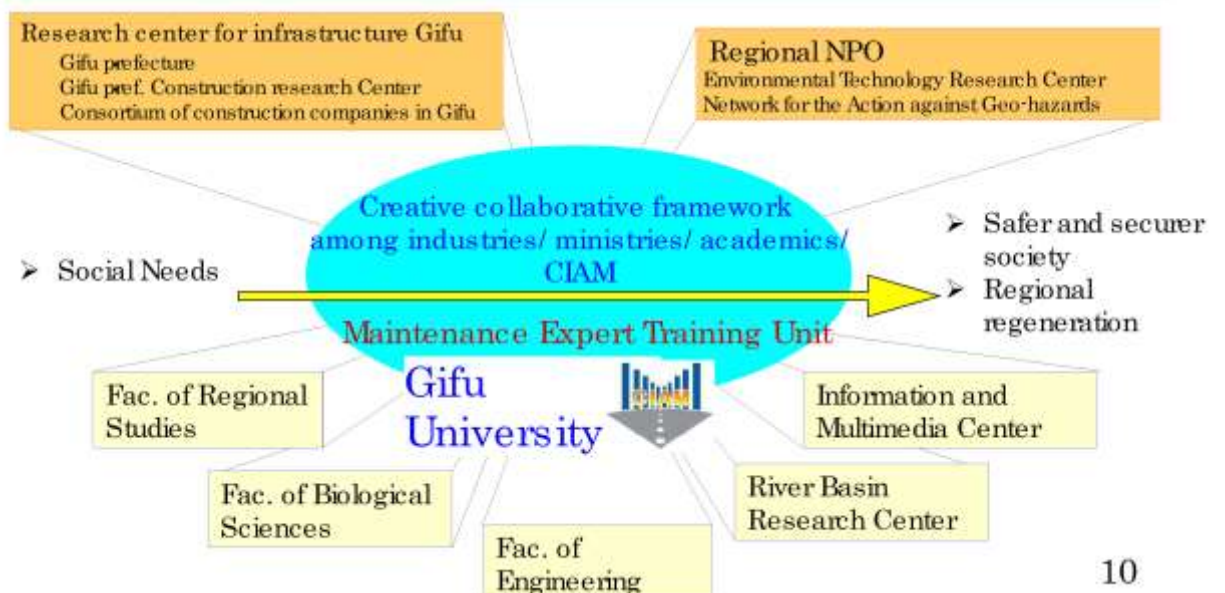 Research center for infrastructure Gifu
Gifu prefecture
Gifu pref. Construction research Center
Consortium of construction companies in Gifu
Regional NPO
Environmental Technology Research Center
Network for the Action against Geo-hazards
Creative collaborative framework
among industries/ ministries/ academics/
CIAM
➢ Social Needs
➢ Safer and securer
society
➢ Regional
regeneration
Maintenance Expert Training Unit
Gifu
University
CIAM
Fac. of Regional
Studies
Information and
Multimedia Center
Fac. of Biological
Sciences
River Basin
Research Center
Fac. of
Engineering
10